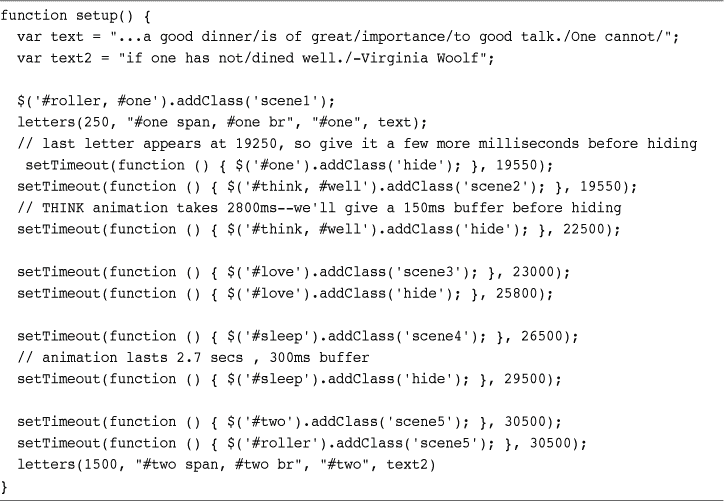 function setup() {
  var text = "...a good dinner/is of great/importance/to good talk./One cannot/";
  var text2 = "if one has not/dined well./-Virginia Woolf";

  $('#roller, #one').addClass('scene1');
  letters(250, "#one span, #one br", "#one", text);
  // last letter appears at 19250, so give it a few more milliseconds before hiding
   setTimeout(function () { $('#one').addClass('hide'); }, 19550);
  setTimeout(function () { $('#think, #well').addClass('scene2'); }, 19550);
  // THINK animation takes 2800ms--we'll give a 150ms buffer before hiding
  setTimeout(function () { $('#think, #well').addClass('hide'); }, 22500);

  setTimeout(function () { $('#love').addClass('scene3'); }, 23000);
  setTimeout(function () { $('#love').addClass('hide'); }, 25800);

  setTimeout(function () { $('#sleep').addClass('scene4'); }, 26500);
  // animation lasts 2.7 secs , 300ms buffer
  setTimeout(function () { $('#sleep').addClass('hide'); }, 29500);

  setTimeout(function () { $('#two').addClass('scene5'); }, 30500);
  setTimeout(function () { $('#roller').addClass('scene5'); }, 30500);
  letters(1500, "#two span, #two br", "#two", text2)
}